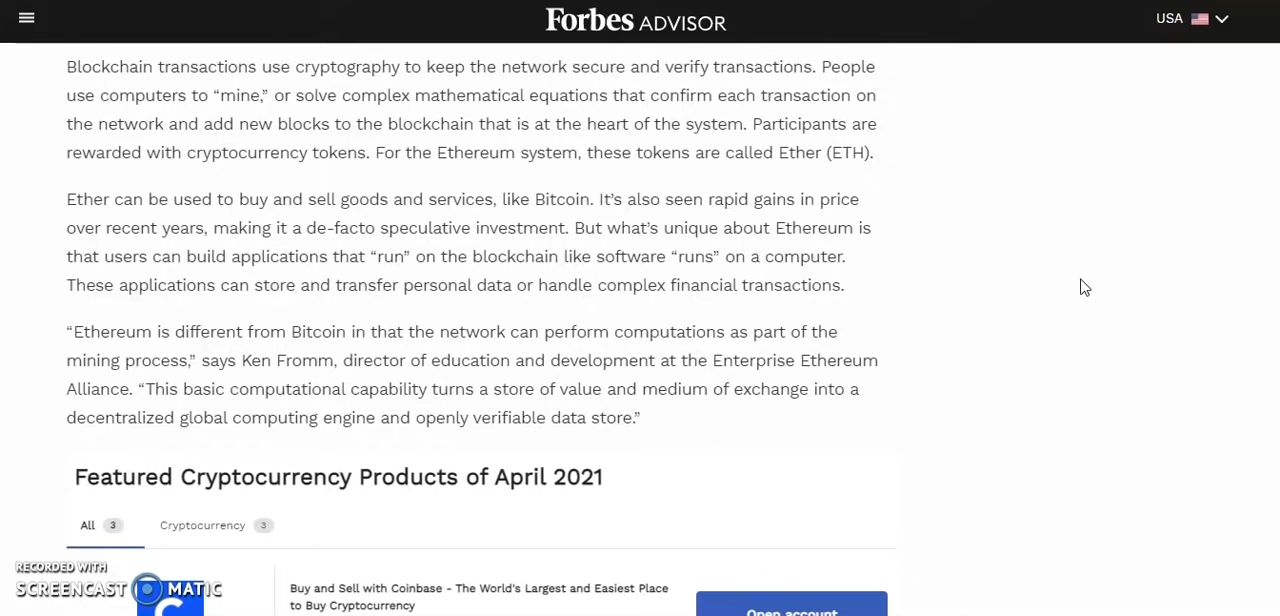 Forbes ADVISOR
USA
Blockchain transactions use cryptography to keep the network secure and verify transactions. People
use computers to “mine,” or solve complex mathematical equations that confirm each transaction on
the network and add new blocks to the blockchain that is at the heart of the system. Participants are
rewarded with cryptocurrency tokens. For the Ethereum system, these tokens are called Ether (ETH).
Ether can be used to buy and sell goods and services, like Bitcoin. It’s also seen rapid gains in price
over recent years, making it a de-facto speculative investment. But what’s unique about Ethereum is
that users can build applications that “run” on the blockchain like software “runs” on a computer.
These applications can store and transfer personal data or handle complex financial transactions.
“Ethereum is different from Bitcoin in that the network can perform computations as part of the
mining process,” says Ken Fromm, director of education and development at the Enterprise Ethereum
Alliance. “This basic computational capability turns a store of value and medium of exchange into a
decentralized global computing engine and openly verifiable data store.”
Featured Cryptocurrency Products of April 2021
All 3 Cryptocurrency 3
RECORDED WITH
SCREENCAST MATIC
Buy and Sell with Coinbase - The World's Largest and Easiest Place
to Buy Cryptocurrency
Open account